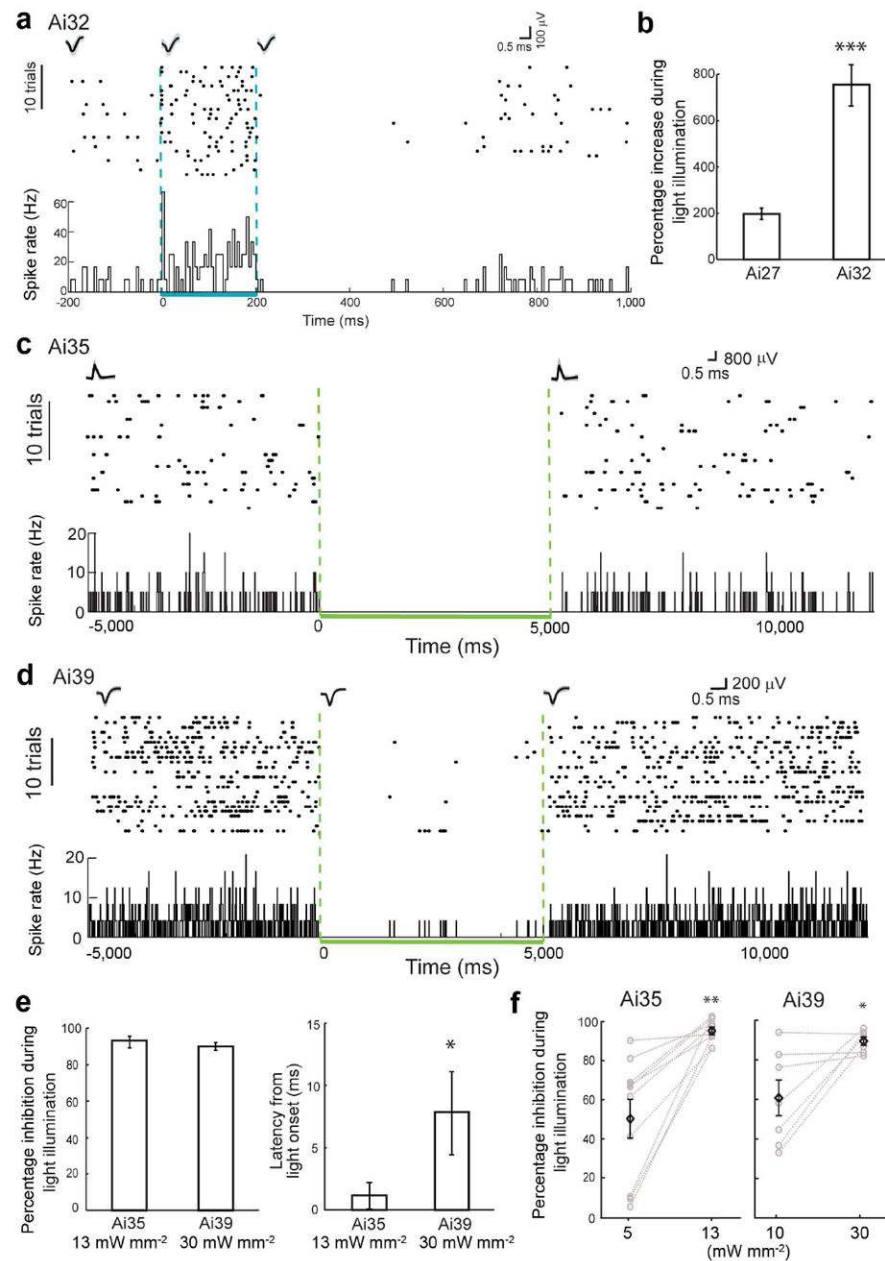 a
Ai32
0.5 ms
100 µV
10 trials
Spike rate (Hz)
60
40
20
0
-200
0
200
400
600
800
1,000
Time (ms)
b
***
Percentage increase during
light illumination
800
600
400
200
0
Ai27
Ai32
c
Ai35
800 µV
0.5 ms
10 trials
Spike rate (Hz)
20
10
0
-5,000
0
5,000
10,000
Time (ms)
d
Ai39
200 µV
0.5 ms
10 trials
Spike rate (Hz)
20
10
0
-5,000
0
5,000
10,000
Time (ms)
e
Percentage inhibition during
light illumination
100
80
60
40
20
0
Ai35
13 mW mm-2
Ai39
30 mW mm-2
Latency from
light onset (ms)
15
10
5
0
*
Ai35
13 mW mm-2
Ai39
30 mW mm-2
f
Ai35
Ai39
**
*
Percentage inhibition during
light illumination
100
80
60
40
20
0
5
13
10
30
(mW mm-2)